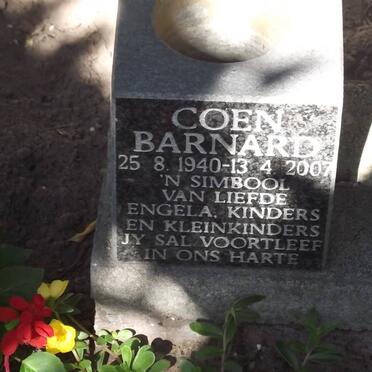 COEN
BARNARD
25 8. 1940-13 4 2007
'N SIMBOOL
VAN LIEFDE
ENGELA, KINDERS
EN KLEINKINDERS
JY SAL VOORTLEEF
IN ONS HARTE